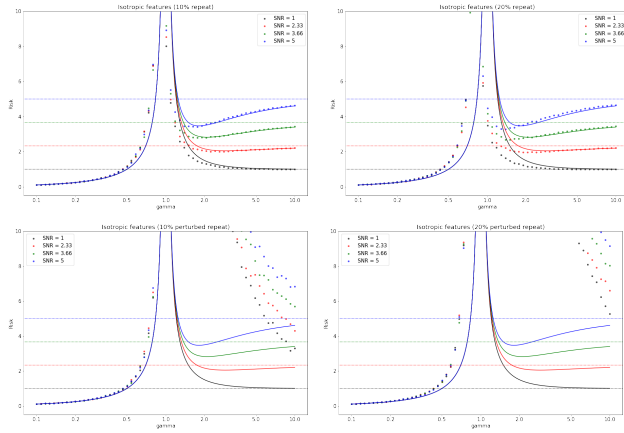 Isotropic features (10% repeat)
10
8
6
4
2
0
Risk
SNR = 1
SNR = 2.33
SNR = 3.66
SNR = 5
0.1 0.2 0.5 1.0 2.0 5.0 10.0
gamma
Isotropic features (20% repeat)
10
8
6
4
2
0
Risk
SNR = 1
SNR = 2.33
SNR = 3.66
SNR = 5
0.1 0.2 0.5 1.0 2.0 5.0 10.0
gamma
Isotropic features (10% perturbed repeat)
10
8
6
4
2
0
Risk
SNR = 1
SNR = 2.33
SNR = 3.66
SNR = 5
0.1 0.2 0.5 1.0 2.0 5.0 10.0
gamma
Isotropic features (20% perturbed repeat)
10
8
6
4
2
0
Risk
SNR = 1
SNR = 2.33
SNR = 3.66
SNR = 5
0.1 0.2 0.5 1.0 2.0 5.0 10.0
gamma